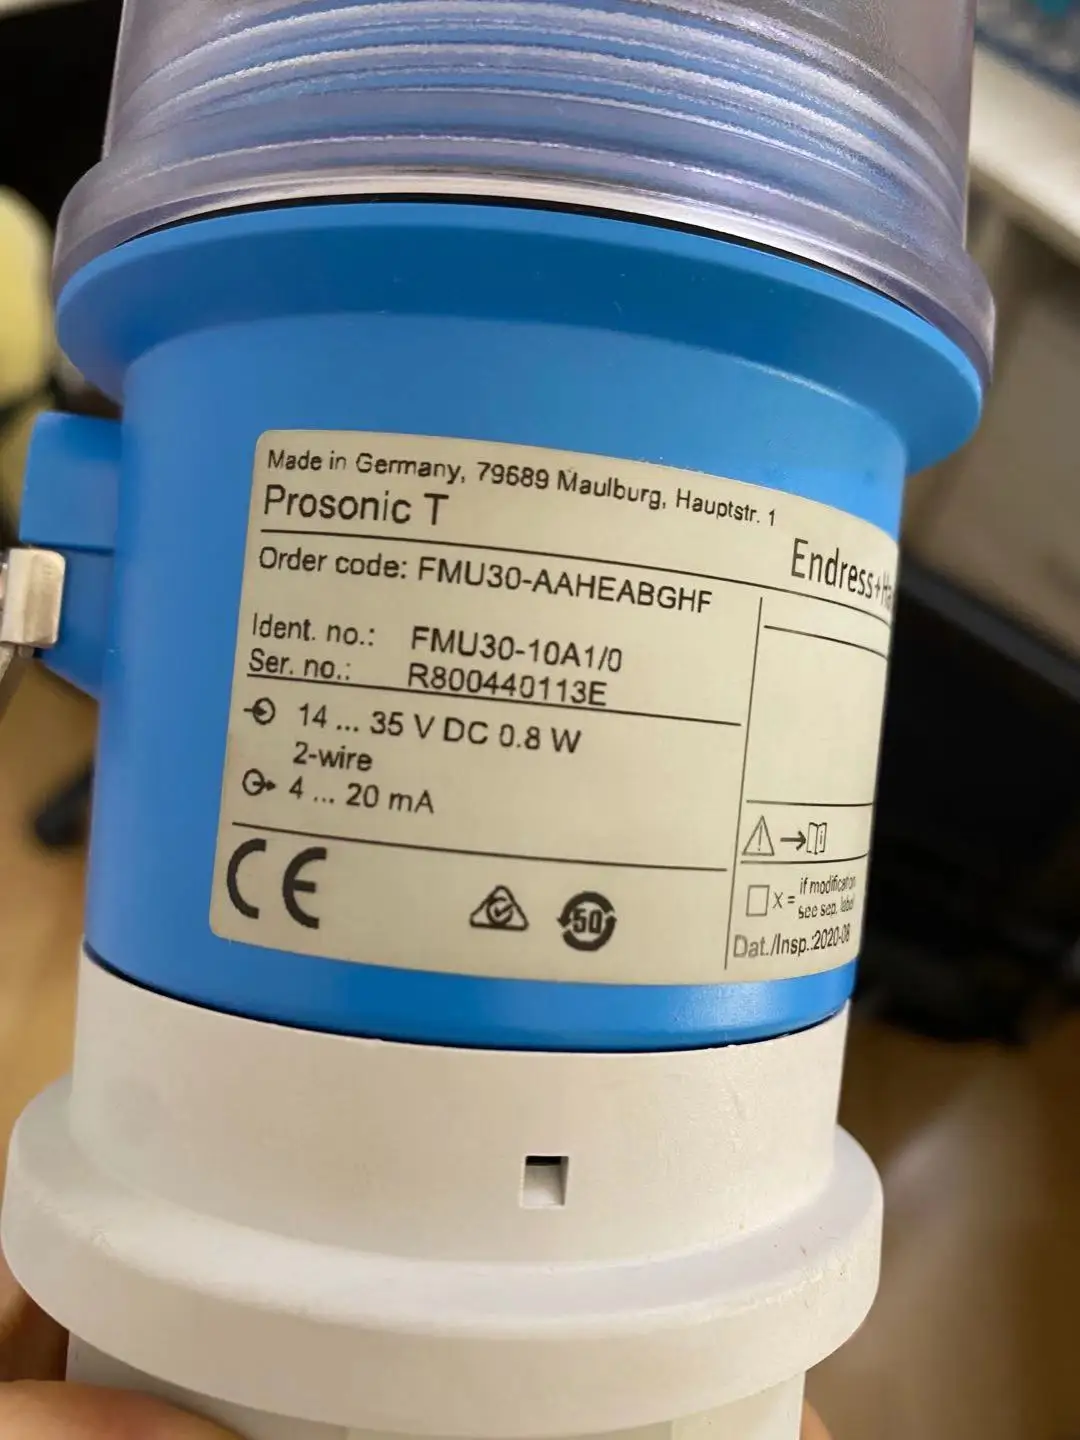 Made in Germany, 79689 Maulburg, Hauptstr. 1
Prosonic T
Endress+Ha
Order code: FMU30-AAHEABGHF
Ident. no.: FMU30-10A1/0
Ser. no.: R800440113E
14 ... 35 V DC 0.8 W
2-wire
4 ... 20 mA
CE
50
i
x = if modification
see sep. label
Dat./Insp.:2020-08